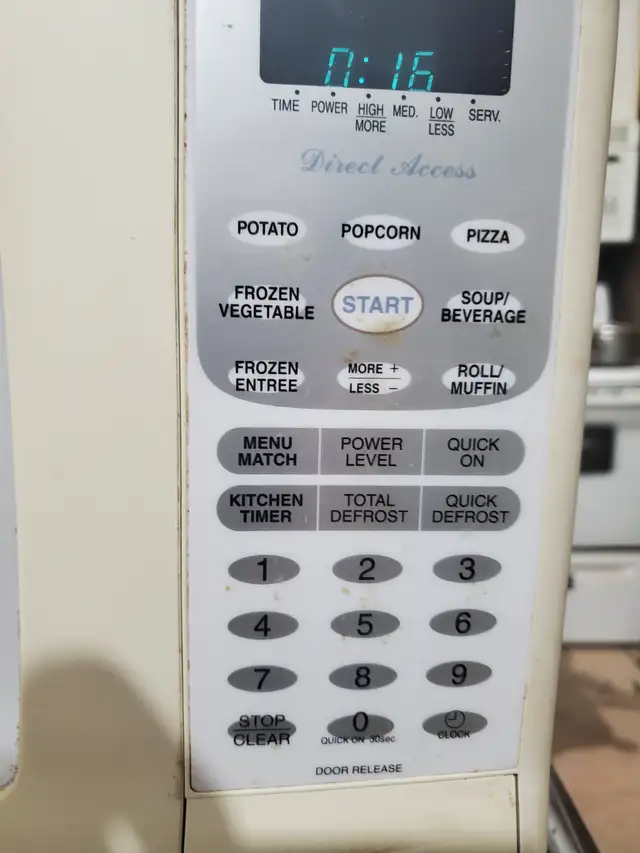 TIME POWER HIGH MED. LOW SERV.
MORE LESS
Direct Access
POTATO POPCORN PIZZA
FROZEN VEGETABLE START SOUP/ BEVERAGE
FROZEN ENTREE MORE + LESS − ROLL/ MUFFIN
MENU MATCH POWER LEVEL QUICK ON
KITCHEN TIMER TOTAL DEFROST QUICK DEFROST
1 2 3
4 5 6
7 8 9
STOP CLEAR 0 QUICK ON 30sec. CLOCK
DOOR RELEASE